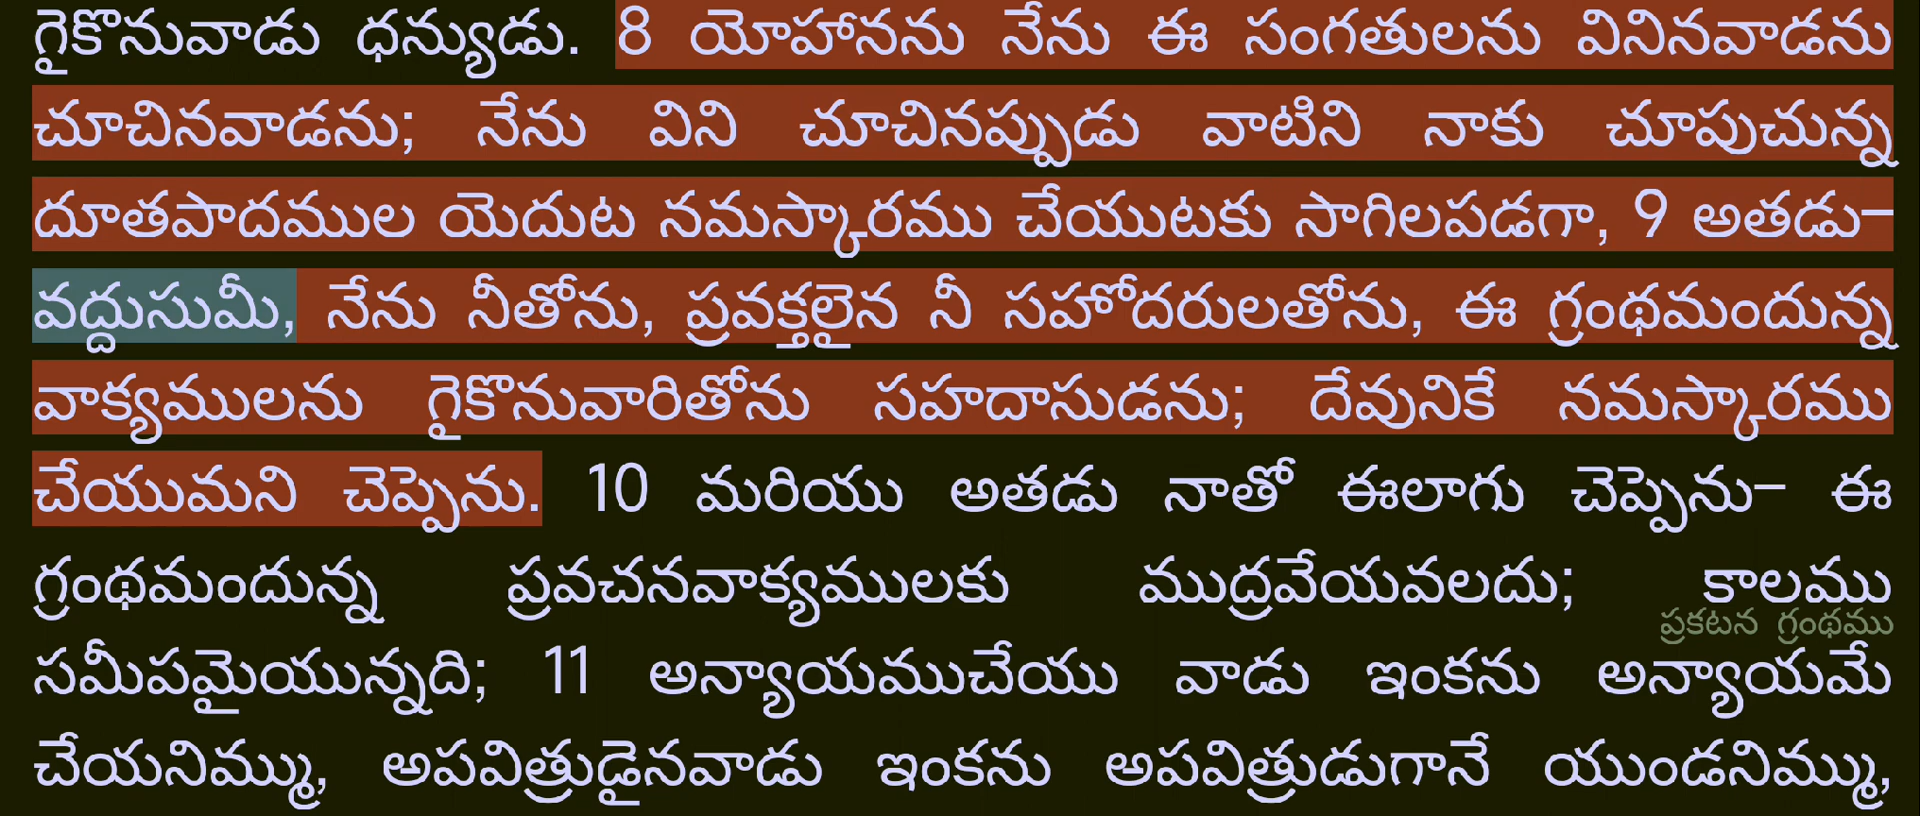 గైకొనువాడు ధన్యుడు. 8 యోహానను నేను ఈ సంగతులను వినినవాడను
చూచినవాడను; నేను విని చూచినప్పుడు వాటిని నాకు చూపుచున్న
దూతపాదముల యెదుట నమస్కారము చేయుటకు సాగిలపడగా, 9 అతడు–
వద్దుసుమీ, నేను నీతోను, ప్రవక్తలైన నీ సహోదరులతోను, ఈ గ్రంథమందున్న
వాక్యములను గైకొనువారితోను సహదాసుడను; దేవునికే నమస్కారము
చేయుమని చెప్పెను. 10 మరియు అతడు నాతో ఈలాగు చెప్పెను– ఈ
గ్రంథమందున్న ప్రవచనవాక్యములకు ముద్రవేయవలదు; కాలము
ప్రకటన గ్రంథము
సమీపమైయున్నది; 11 అన్యాయముచేయు వాడు ఇంకను అన్యాయమే
చేయనిమ్ము, అపవిత్రుడైనవాడు ఇంకను అపవిత్రుడుగానే యుండనిమ్ము,